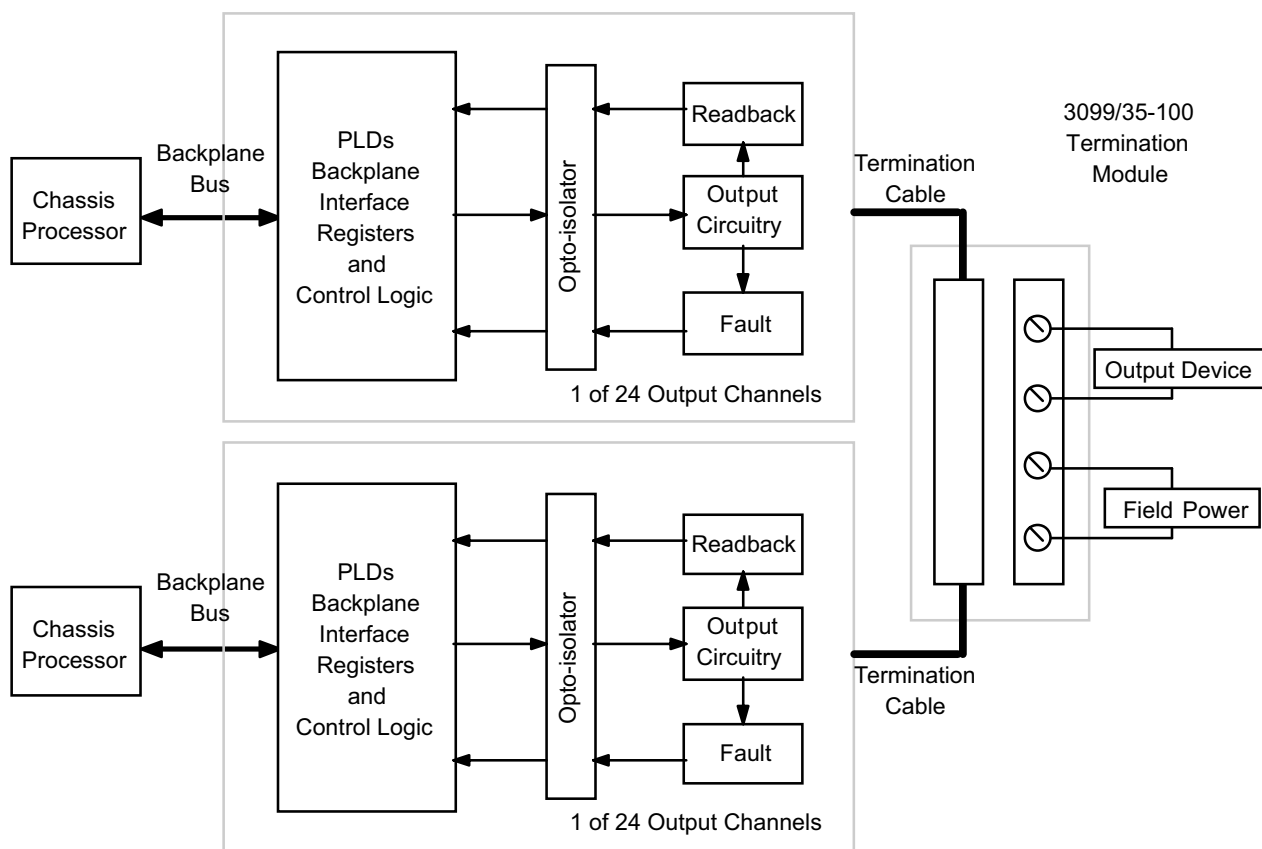 Chassis
Processor
Backplane
Bus
PLDs
Backplane
Interface
Registers
and
Control Logic
Opto-isolator
Readback
Output
Circuitry
Fault
1 of 24 Output Channels
Termination
Cable
3099/35-100
Termination
Module
Output Device
Field Power
Chassis
Processor
Backplane
Bus
PLDs
Backplane
Interface
Registers
and
Control Logic
Opto-isolator
Readback
Output
Circuitry
Fault
1 of 24 Output Channels
Termination
Cable